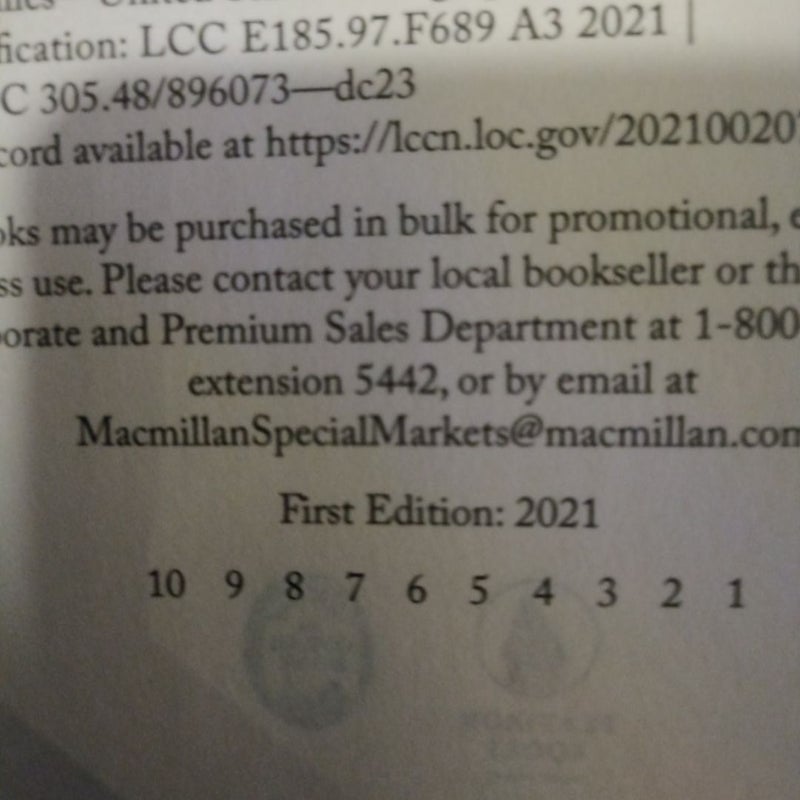 fication: LCC E185.97.F689 A3 2021 |
C 305.48/896073—dc23
cord available at https://lccn.loc.gov/202100020
oks may be purchased in bulk for promotional, e
ss use. Please contact your local bookseller or th
orate and Premium Sales Department at 1-800
extension 5442, or by email at
MacmillanSpecialMarkets@macmillan.com
First Edition: 2021
10 9 8 7 6 5 4 3 2 1